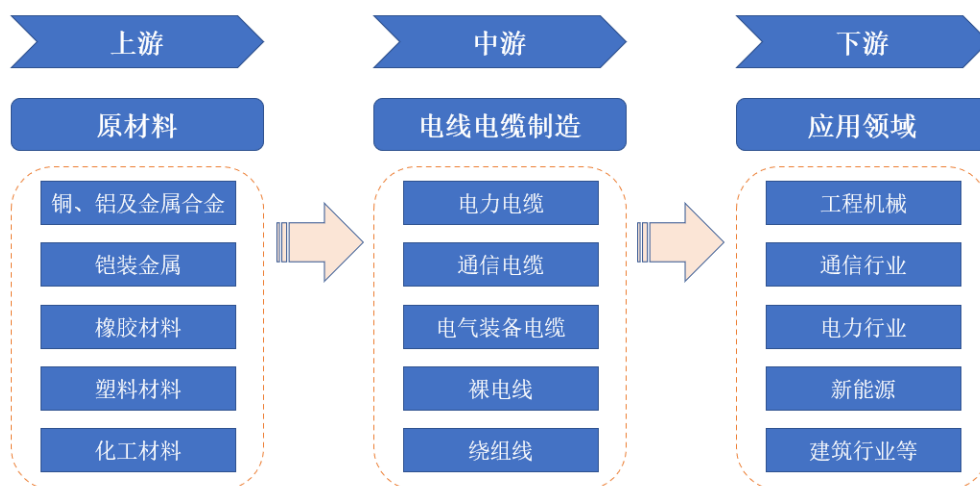 上游
中游
下游
原材料
电线电缆制造
应用领域
铜、铝及金属合金
铠装金属
橡胶材料
塑料材料
化工材料
电力电缆
通信电缆
电气装备电缆
裸电线
绕组线
工程机械
通信行业
电力行业
新能源
建筑行业等